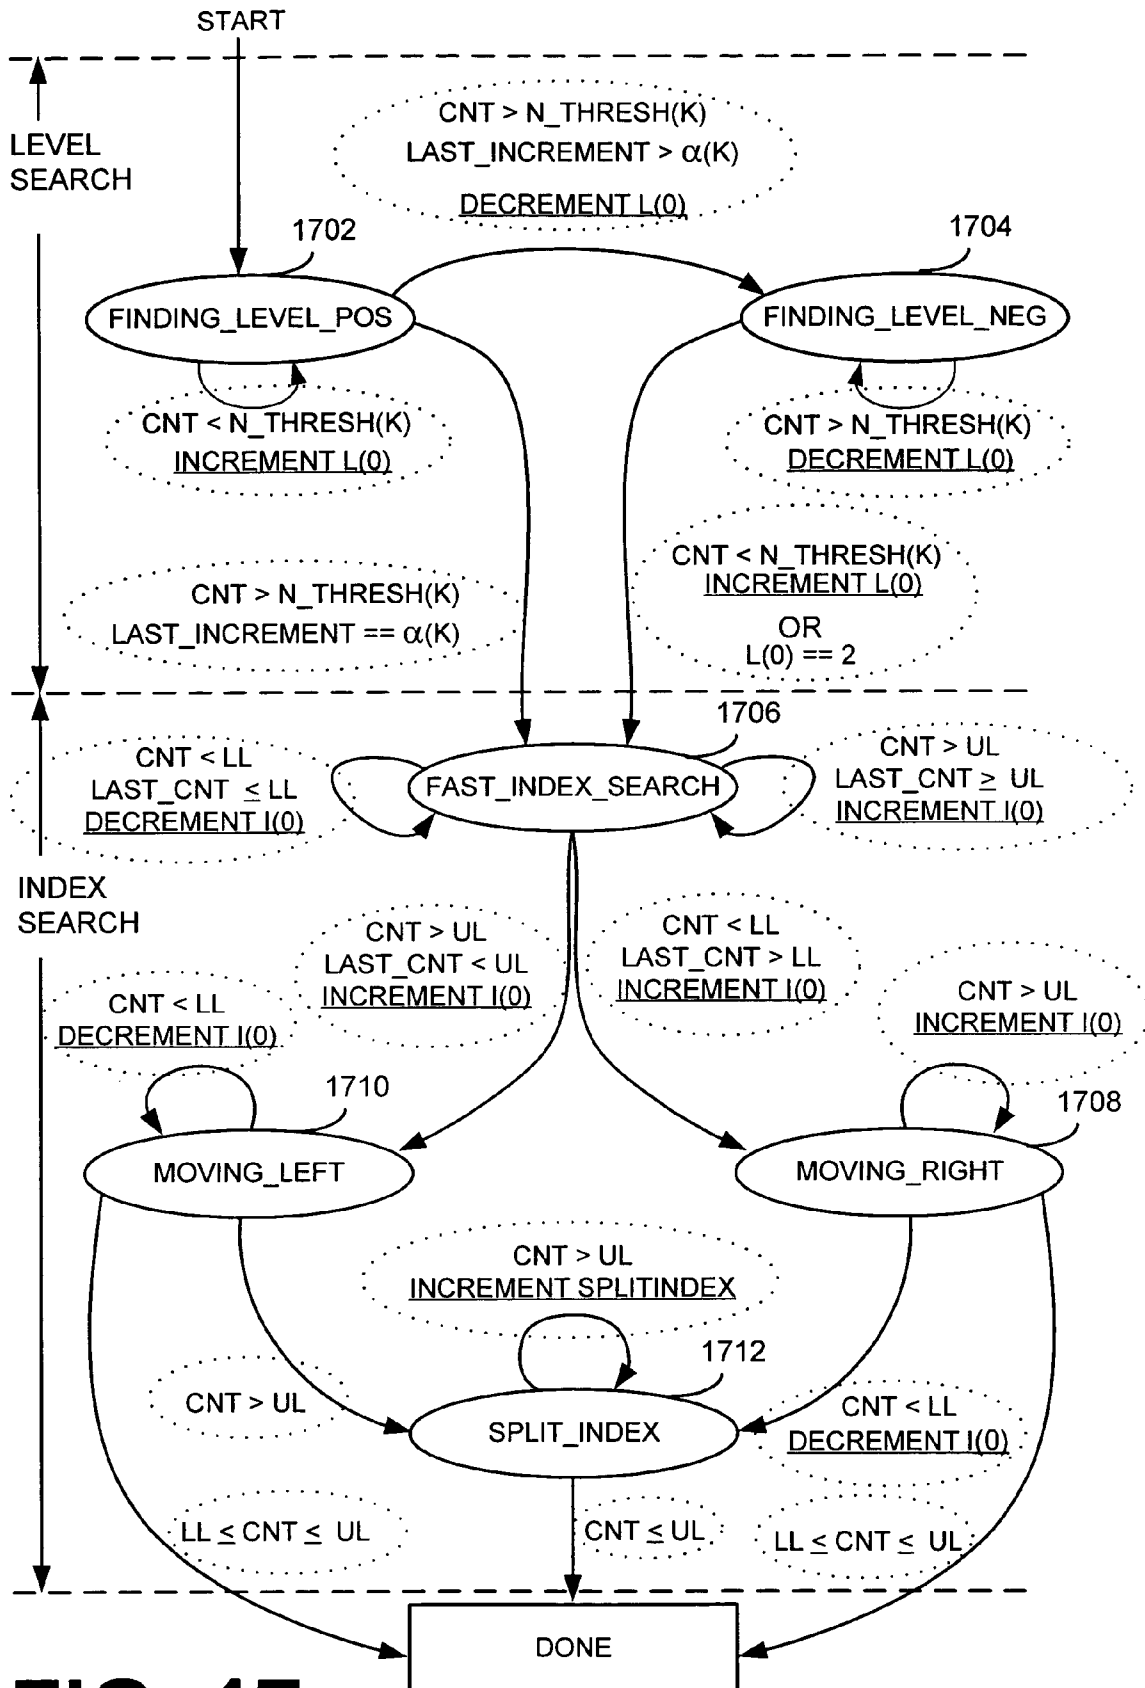 START
LEVEL
SEARCH
CNT > N_THRESH(K)
LAST_INCREMENT > α(K)
DECREMENT L(0)
1702
1704
FINDING_LEVEL_POS
FINDING_LEVEL_NEG
CNT < N_THRESH(K)
INCREMENT L(0)
CNT > N_THRESH(K)
DECREMENT L(0)
CNT > N_THRESH(K)
LAST_INCREMENT == α(K)
CNT < N_THRESH(K)
INCREMENT L(0)
OR
L(0) == 2
1706
CNT < LL
LAST_CNT ≤ LL
DECREMENT I(0)
FAST_INDEX_SEARCH
CNT > UL
LAST_CNT ≥ UL
INCREMENT I(0)
INDEX
SEARCH
CNT > UL
LAST_CNT < UL
INCREMENT I(0)
CNT < LL
LAST_CNT > LL
INCREMENT I(0)
CNT < LL
DECREMENT I(0)
CNT > UL
INCREMENT I(0)
1710
1708
MOVING_LEFT
MOVING_RIGHT
CNT > UL
INCREMENT SPLITINDEX
1712
CNT > UL
SPLIT_INDEX
CNT < LL
DECREMENT I(0)
LL ≤ CNT ≤ UL
CNT ≤ UL
LL ≤ CNT ≤ UL
DONE